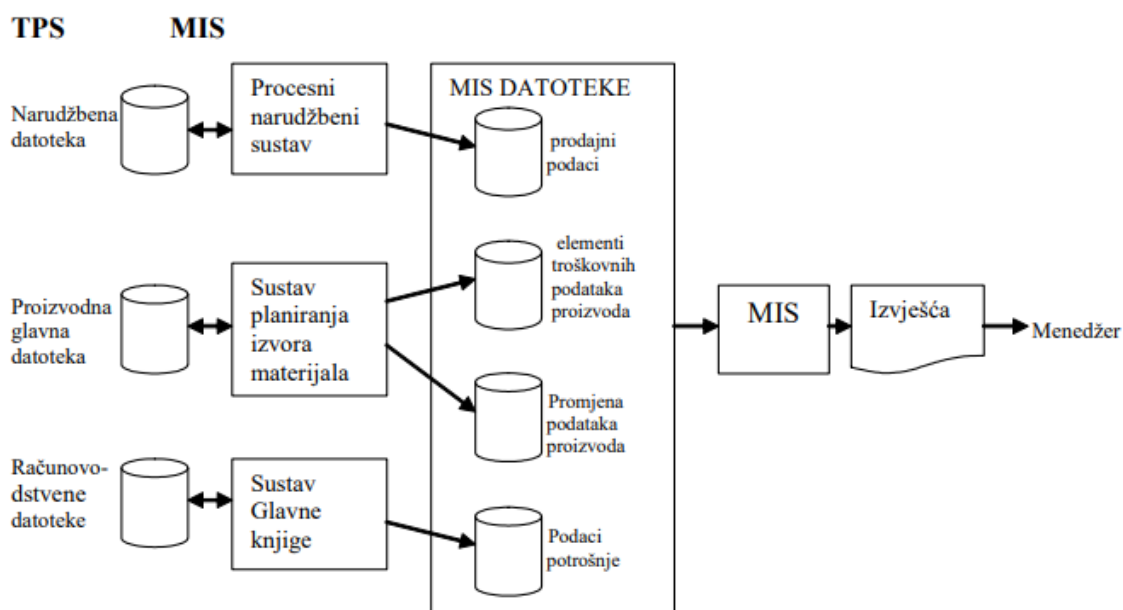 TPS MIS
Narudžbena
datoteka
Procesni
narudžbeni
sustav
MIS DATOTEKE
prodajni
podaci
Proizvodna
glavna
datoteka
Sustav
planiranja
izvora
materijala
elementi
troškovnih
podataka
proizvoda
Promjena
podataka
proizvoda
MIS
Izvješća
Menedžer
Računovo-
dstvene
datoteke
Sustav
Glavne
knjige
Podaci
potrošnje